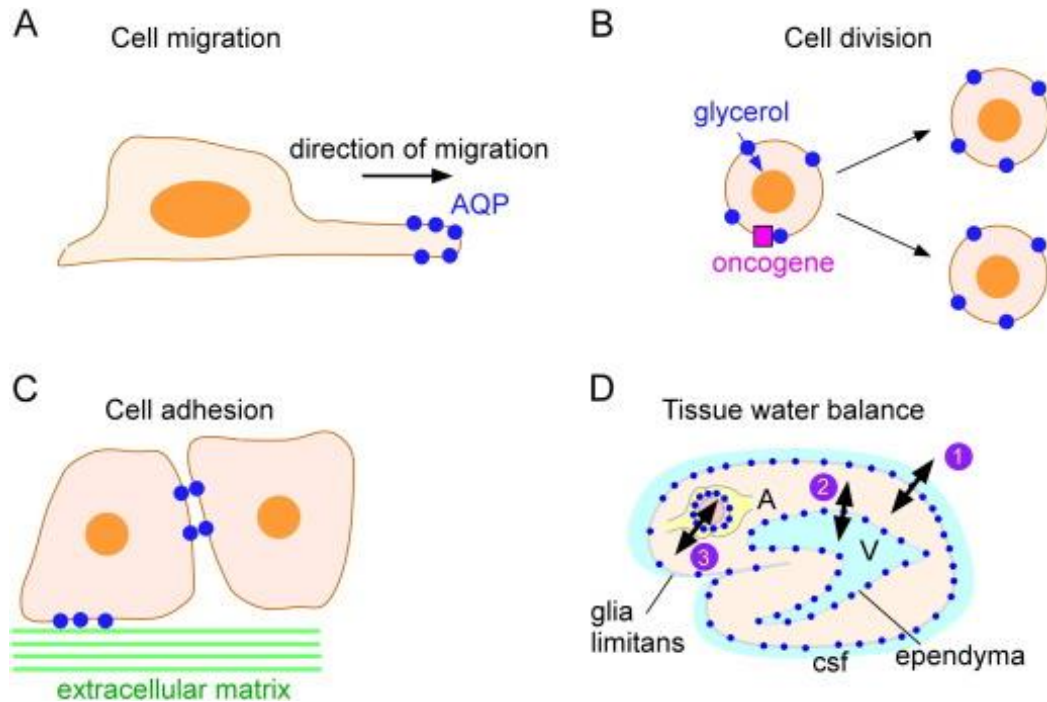 A
Cell migration
direction of migration
AQP
B
Cell division
glycerol
oncogene
C
Cell adhesion
extracellular matrix
D
Tissue water balance
1
2
A
V
3
glia
limitans
csf
ependyma